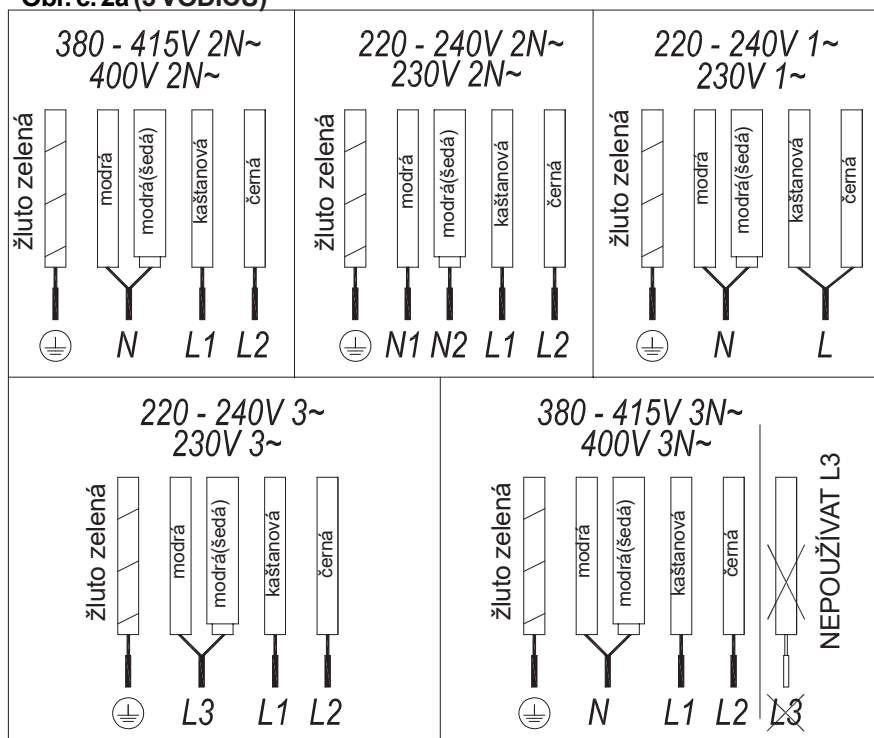 Obr. č. 2a (5 VODIČŮ)
380 - 415V 2N~
400V 2N~
žluto zelená
modrá
modrá(šedá)
kaštanová
černá
N L1 L2
220 - 240V 2N~
230V 2N~
žluto zelená
modrá
modrá(šedá)
kaštanová
černá
N1 N2 L1 L2
220 - 240V 1~
230V 1~
žluto zelená
modrá
modrá(šedá)
kaštanová
černá
N L
220 - 240V 3~
230V 3~
žluto zelená
modrá
modrá(šedá)
kaštanová
černá
L3 L1 L2
380 - 415V 3N~
400V 3N~
žluto zelená
modrá
modrá(šedá)
kaštanová
černá
NEPOUŽÍVAT L3
N L1 L2 L3